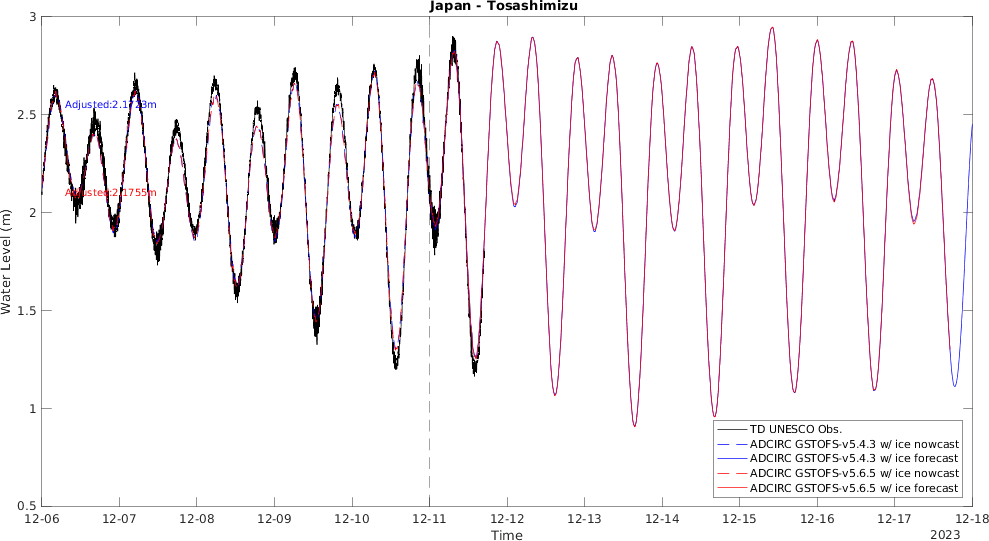 Japan - Tosashimizu
3
2.5
2
1.5
1
0.5
Water Level (m)
Adjusted:2.1723m
Adjusted:2.1755m
TD UNESCO Obs.
ADCIRC GSTOFS-v5.4.3 w/ ice nowcast
ADCIRC GSTOFS-v5.4.3 w/ ice forecast
ADCIRC GSTOFS-v5.6.5 w/ ice nowcast
ADCIRC GSTOFS-v5.6.5 w/ ice forecast
12-06 12-07 12-08 12-09 12-10 12-11 12-12 12-13 12-14 12-15 12-16 12-17 12-18
Time
2023